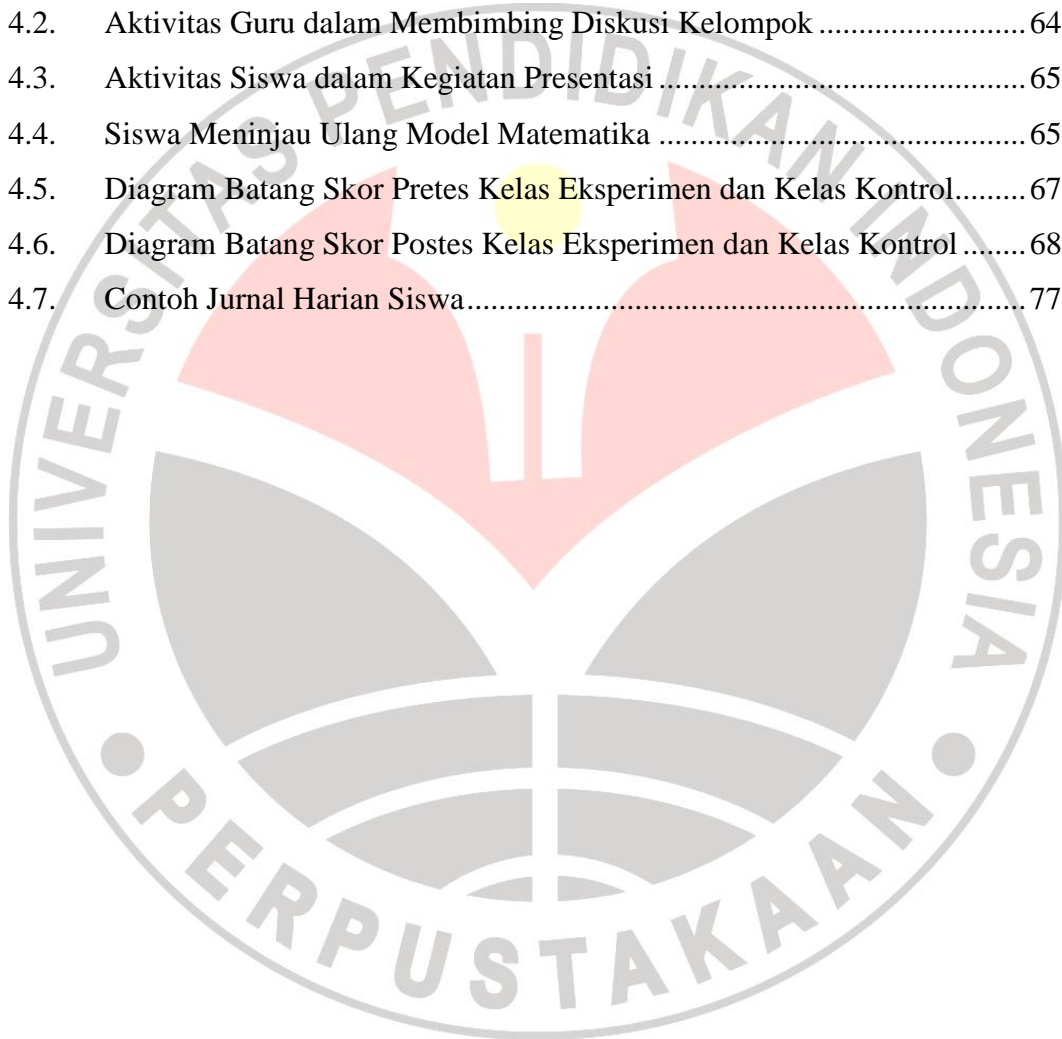 4.2. Aktivitas Guru dalam Membimbing Diskusi Kelompok .......................... 64
4.3. Aktivitas Siswa dalam Kegiatan Presentasi .............................................. 65
4.4. Siswa Meninjau Ulang Model Matematika .............................................. 65
4.5. Diagram Batang Skor Pretes Kelas Eksperimen dan Kelas Kontrol......... 67
4.6. Diagram Batang Skor Postes Kelas Eksperimen dan Kelas Kontrol ........ 68
4.7. Contoh Jurnal Harian Siswa...................................................................... 77
UNIVERSITAS PENDIDIKAN INDONESIA
PERPUSTAKAAN